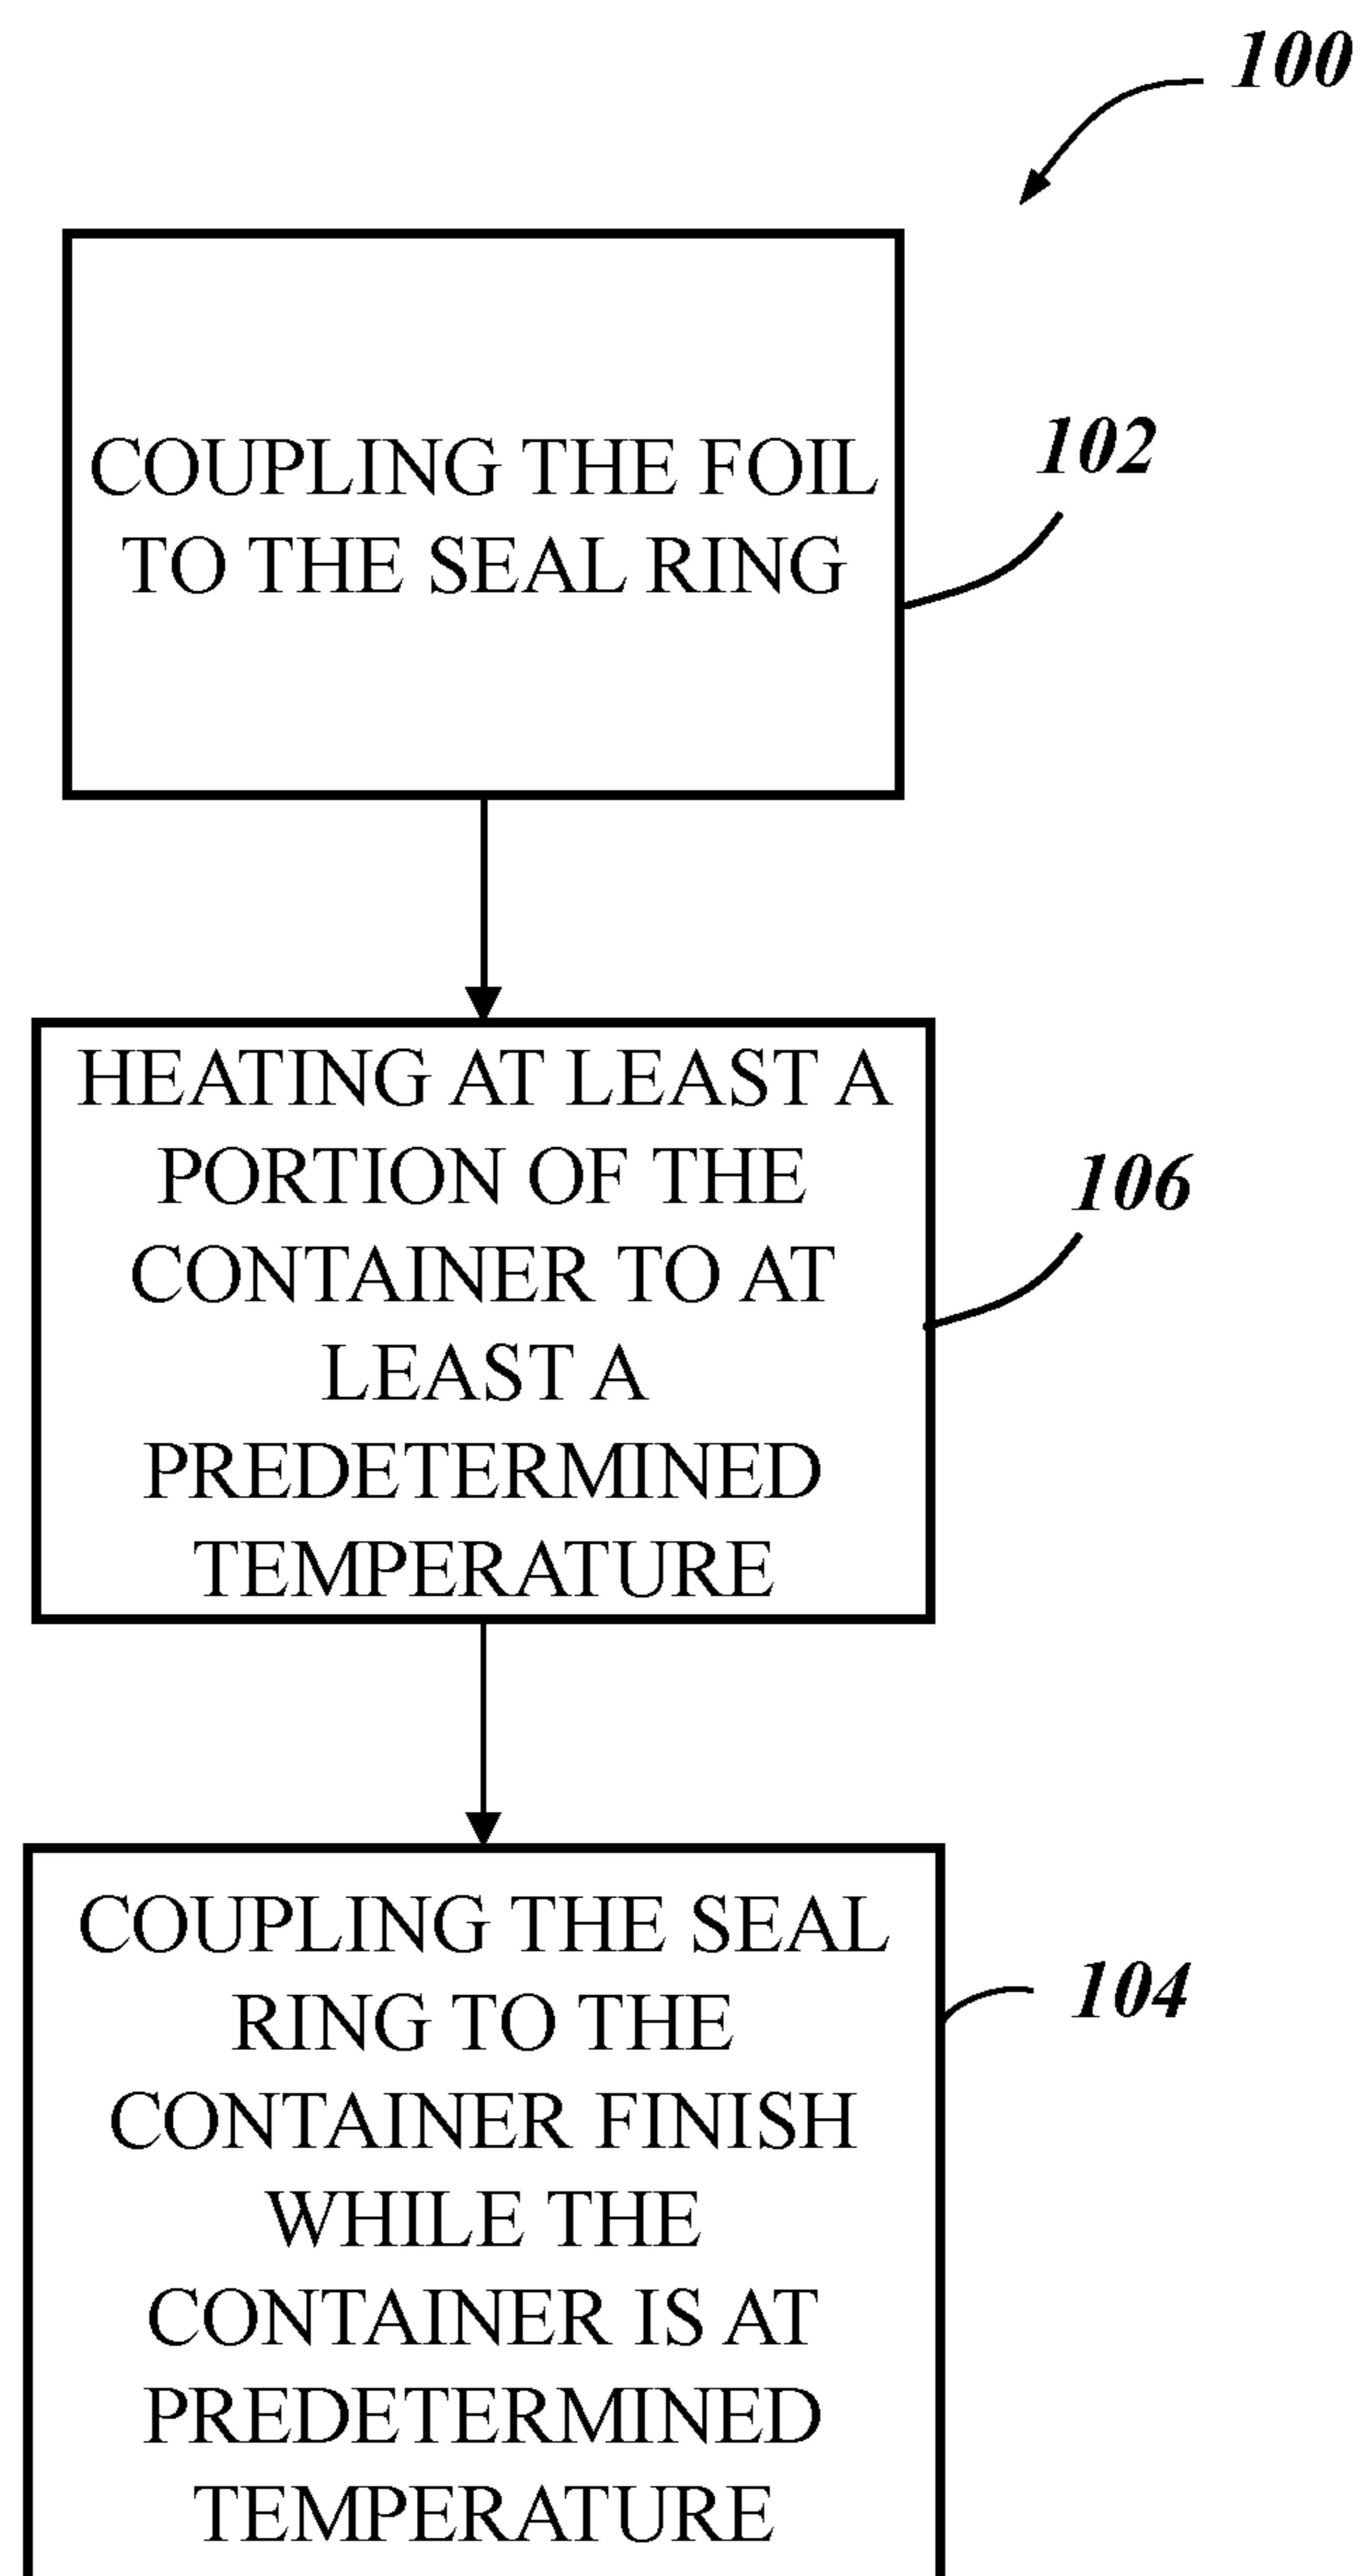 100
COUPLING THE FOIL
TO THE SEAL RING
102
HEATING AT LEAST A
PORTION OF THE
CONTAINER TO AT
LEAST A
PREDETERMINED
TEMPERATURE
106
COUPLING THE SEAL
RING TO THE
CONTAINER FINISH
WHILE THE
CONTAINER IS AT
PREDETERMINED
TEMPERATURE
104